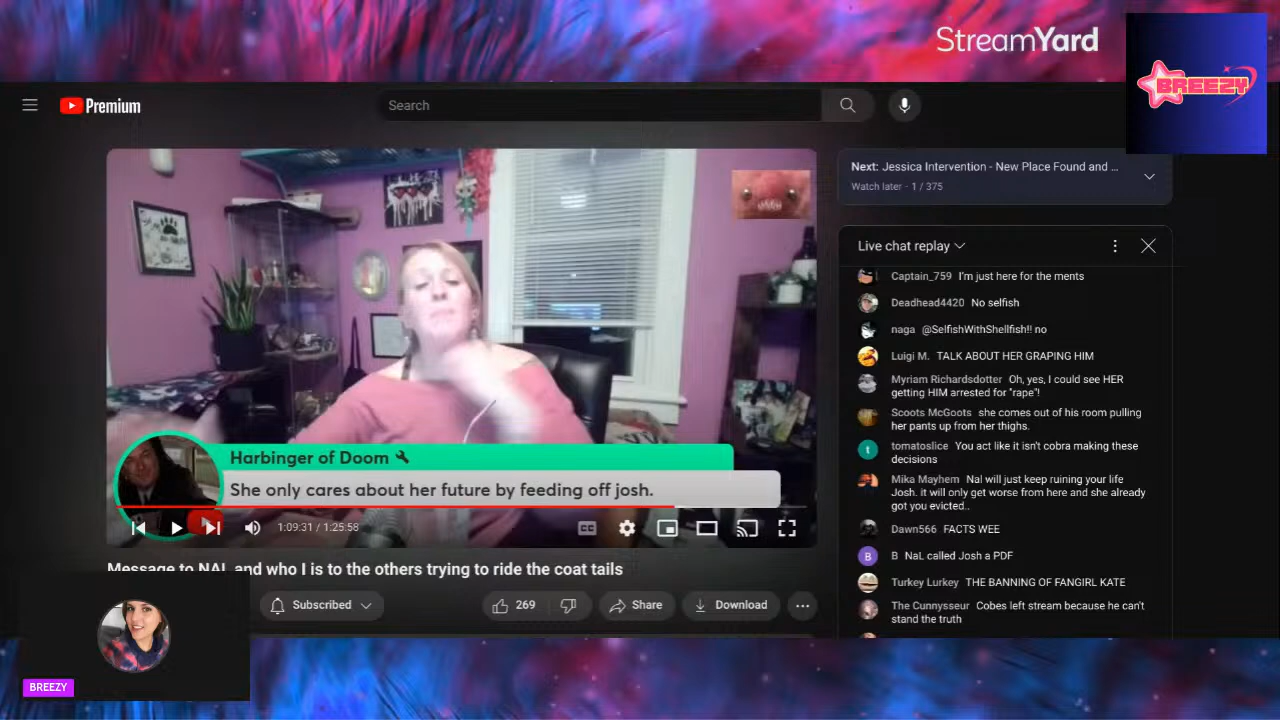 StreamYard
BREEZY
Premium
Search
Next: Jessica Intervention - New Place Found and ...
Watch later - 1 / 375
Live chat replay
Captain_759 I'm just here for the ments
Deadhead4420 No selfish
naga @SelfishWithShellfish!! no
Luigi M. TALK ABOUT HER GRAPING HIM
Myriam Richardsdotter Oh, yes, I could see HER
getting HIM arrested for "rape"!
Scoots McGoots she comes out of his room pulling
her pants up from her thighs.
t tomatoslice You act like it isn't cobra making these
decisions
Mika Mayhem Nal will just keep ruining your life
Josh. it will only get worse from here and she already
got you evicted..
Dawn566 FACTS WEE
B B NaL called Josh a PDF
Turkey Lurkey THE BANNING OF FANGIRL KATE
The Cunnysseur Cobes left stream because he can't
stand the truth
Harbinger of Doom
She only cares about her future by feeding off josh.
1:09:31 / 1:25:58
CC
Message to NAL and who I is to the others trying to ride the coat tails
Subscribed
269
Share
Download
BREEZY